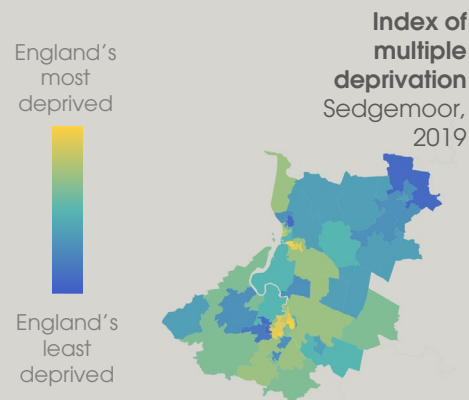 Index of
multiple
deprivation
Sedgemoor,
2019
England's
most
deprived
England's
least
deprived